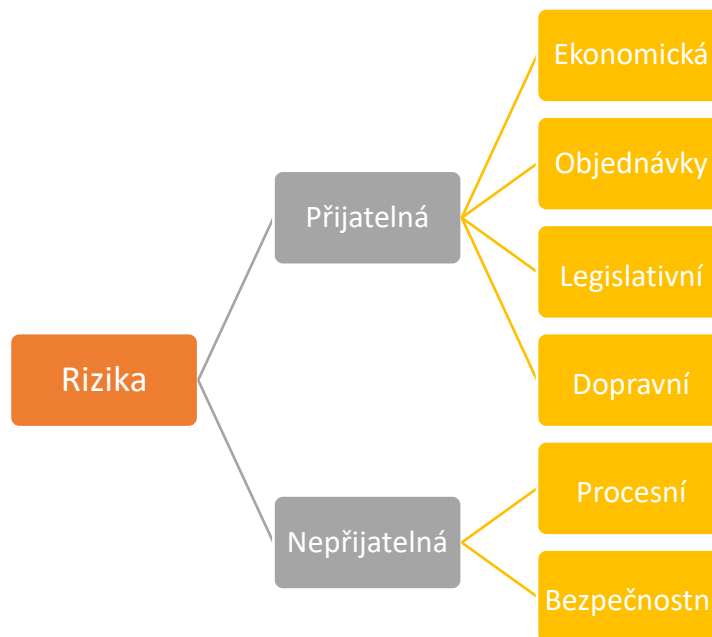 Rizika
Přijatelná
Ekonomická
Objednávky
Legislativní
Dopravní
Nepřijatelná
Procesní
Bezpečnostn